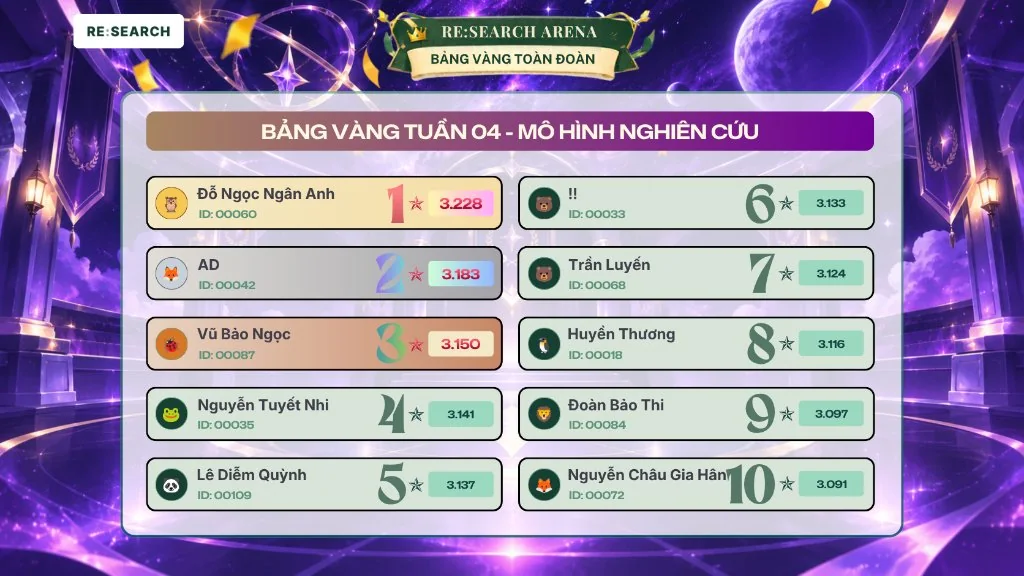 RE:SEARCH
RE:SEARCH ARENA
BẢNG VÀNG TOÀN ĐOÀN
BẢNG VÀNG TUẦN 04 - MÔ HÌNH NGHIÊN CỨU
Đỗ Ngọc Ngân Anh
ID: 00060
1
3.228
AD
ID: 00042
2
3.183
Vũ Bảo Ngọc
ID: 00087
3
3.150
Nguyễn Tuyết Nhi
ID: 00035
4
3.141
Lê Diễm Quỳnh
ID: 00109
5
3.137
!!
ID: 00033
6
3.133
Trần Luyến
ID: 00068
7
3.124
Huyền Thương
ID: 00018
8
3.116
Đoàn Bảo Thi
ID: 00084
9
3.097
Nguyễn Châu Gia Hân
ID: 00072
10
3.091